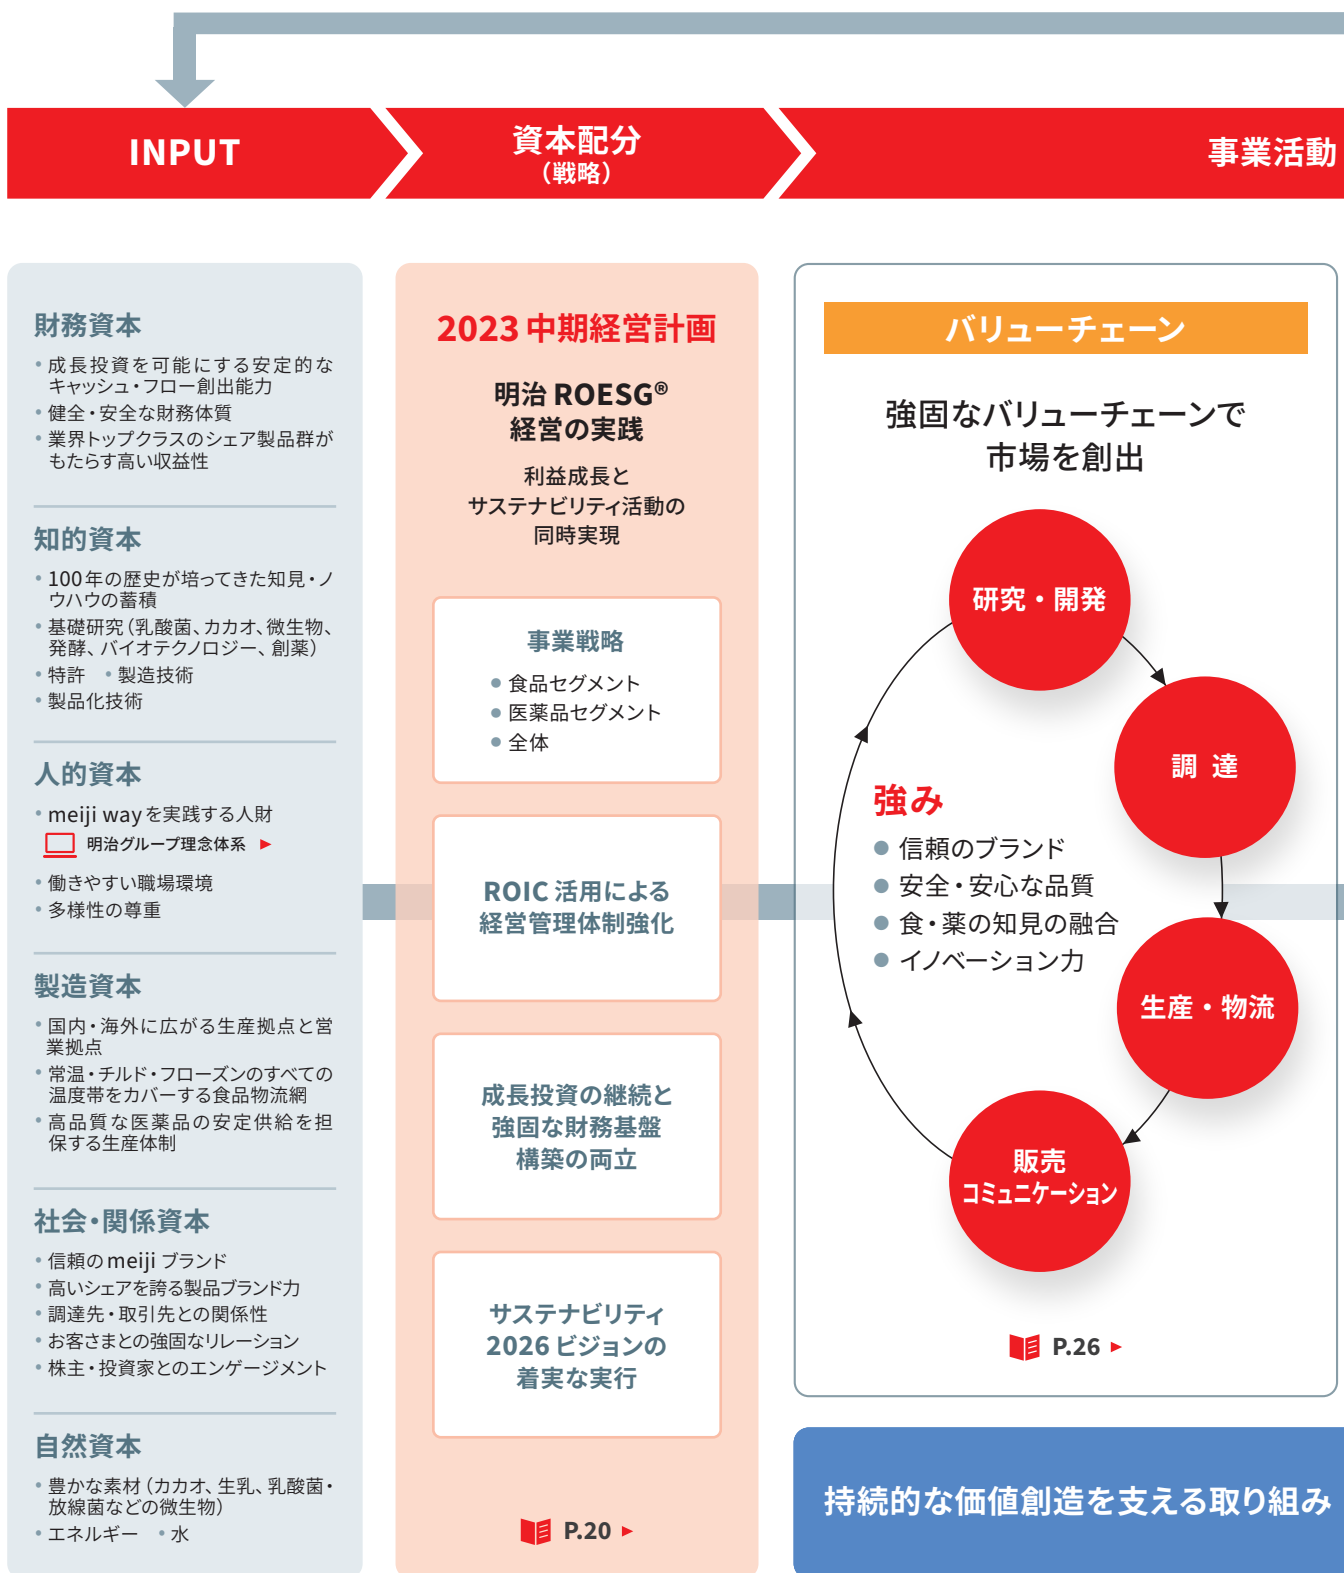 INPUT
資本配分
（戦略）
事業活動
財務資本
• 成長投資を可能にする安定的な
キャッシュ・フロー創出能力
• 健全・安全な財務体質
• 業界トップクラスのシェア製品群が
もたらす高い収益性
知的資本
• 100年の歴史が培ってきた知見・ノ
ウハウの蓄積
• 基礎研究（乳酸菌、カカオ、微生物、
発酵、バイオテクノロジー、創薬）
• 特許 • 製造技術
• 製品化技術
人的資本
• meiji wayを実践する人財
明治グループ理念体系
• 働きやすい職場環境
• 多様性の尊重
製造資本
• 国内・海外に広がる生産拠点と営
業拠点
• 常温・チルド・フローズンのすべての
温度帯をカバーする食品物流網
• 高品質な医薬品の安定供給を担
保する生産体制
社会・関係資本
• 信頼のmeiji ブランド
• 高いシェアを誇る製品ブランド力
• 調達先・取引先との関係性
• お客さまとの強固なリレーション
• 株主・投資家とのエンゲージメント
自然資本
• 豊かな素材（カカオ、生乳、乳酸菌・
放線菌などの微生物）
• エネルギー • 水
2023 中期経営計画
明治 ROESG®
経営の実践
利益成長と
サステナビリティ活動の
同時実現
事業戦略
● 食品セグメント
● 医薬品セグメント
● 全体
ROIC 活用による
経営管理体制強化
成長投資の継続と
強固な財務基盤
構築の両立
サステナビリティ
2026 ビジョンの
着実な実行
P.20
バリューチェーン
強固なバリューチェーンで
市場を創出
研究・開発
調 達
強み
● 信頼のブランド
● 安全・安心な品質
● 食・薬の知見の融合
● イノベーション力
生産・物流
販売
コミュニケーション
P.26
持続的な価値創造を支える取り組み